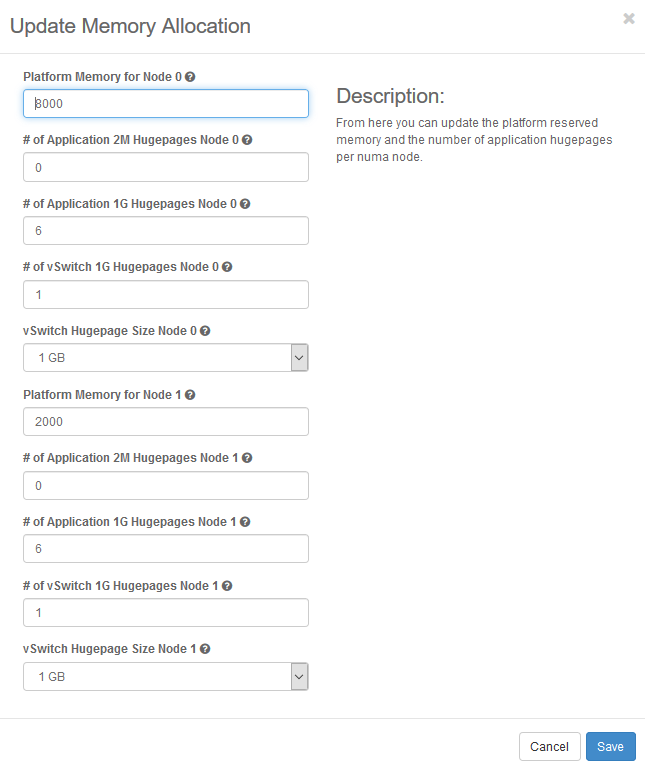 Update Memory Allocation
Platform Memory for Node 0
8000
# of Application 2M Hugepages Node 0
0
# of Application 1G Hugepages Node 0
6
# of vSwitch 1G Hugepages Node 0
1
vSwitch Hugepage Size Node 0
1 GB
Platform Memory for Node 1
2000
# of Application 2M Hugepages Node 1
0
# of Application 1G Hugepages Node 1
6
# of vSwitch 1G Hugepages Node 1
1
vSwitch Hugepage Size Node 1
1 GB
Description:
From here you can update the platform reserved
memory and the number of application hugepages
per numa node.
Cancel
Save